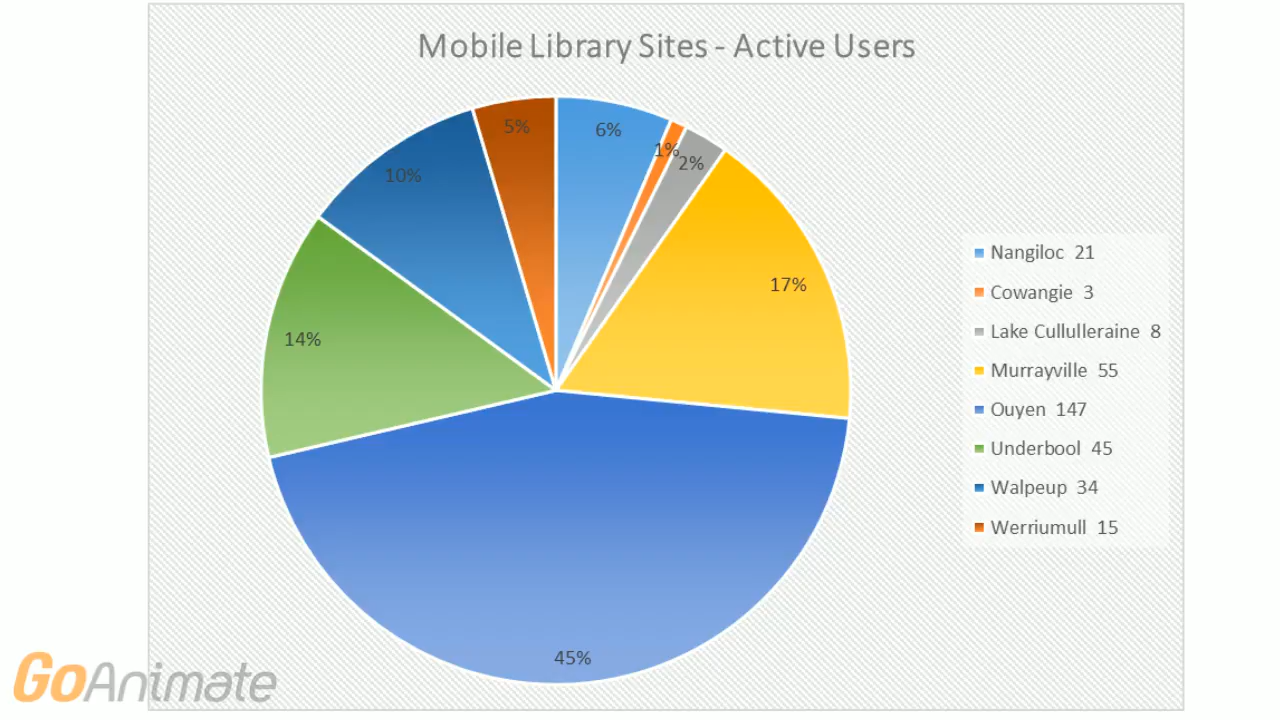 Mobile Library Sites - Active Users
5%
6%
1%
2%
10%
17%
14%
45%
Nangiloc 21
Cowangie 3
Lake Cullulleraine 8
Murrayville 55
Ouyen 147
Underbool 45
Walpeup 34
Werriumull 15
GoAnimate